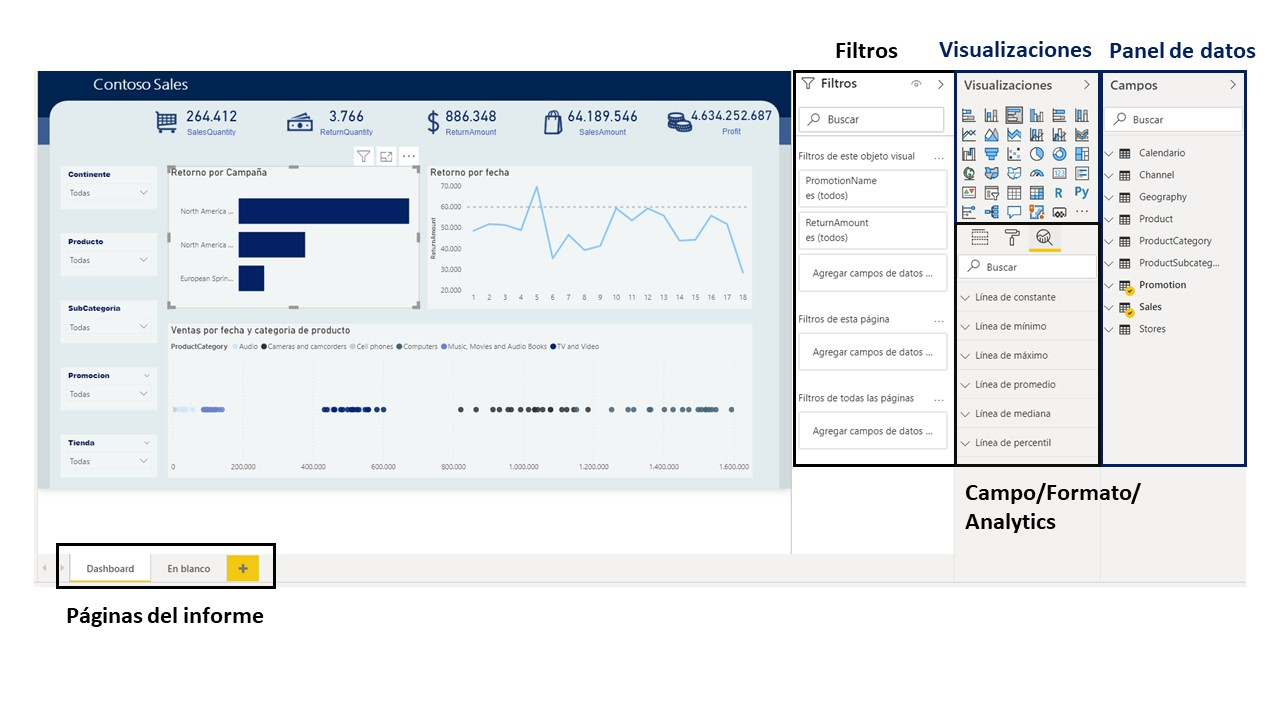 Filtros
Visualizaciones
Panel de datos
Contoso Sales
264.412
SalesQuantity
3.766
ReturnQuantity
886.348
ReturnAmount
64.189.546
SalesAmount
4.634.252.687
Profit
Continente
Todas
Producto
Todas
SubCategoria
Todas
Promocion
Todas
Tienda
Todas
Retorno por Campaña
North America ...
North America ...
European Sprin...
Retorno por fecha
ReturnAmount
70.000
60.000
50.000
40.000
30.000
20.000
1 2 3 4 5 6 7 8 9 10 11 12 13 14 15 16 17 18
Ventas por fecha y categoria de producto
ProductCategory Audio Cameras and camcorders Cell phones Computers Music, Movies and Audio Books TV and Video
0 200.000 400.000 600.000 800.000 1.000.000 1.200.000 1.400.000 1.600.000
Filtros
Buscar
Filtros de este objeto visual ...
PromotionName
es (todos)
ReturnAmount
es (todos)
Agregar campos de datos ...
Filtros de esta página ...
Agregar campos de datos ...
Filtros de todas las páginas ...
Agregar campos de datos ...
Visualizaciones
R Py
...
Buscar
Línea de constante
Línea de mínimo
Línea de máximo
Línea de promedio
Línea de mediana
Línea de percentil
Campos
Buscar
Calendario
Channel
Geography
Product
ProductCategory
ProductSubcateg...
Promotion
Sales
Stores
Campo/Formato/
Analytics
Dashboard
En blanco
+
Páginas del informe